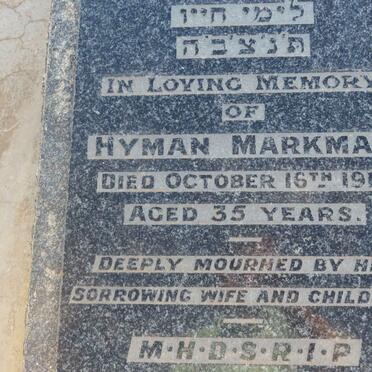 לימי חייו
ת׳נ׳צ׳ב׳ה
IN LOVING MEMORY
OF
HYMAN MARKMA
DIED OCTOBER 16TH 19
AGED 35 YEARS.
DEEPLY MOURNED BY H
SORROWING WIFE AND CHILD
M·H·D·S·R·I·P